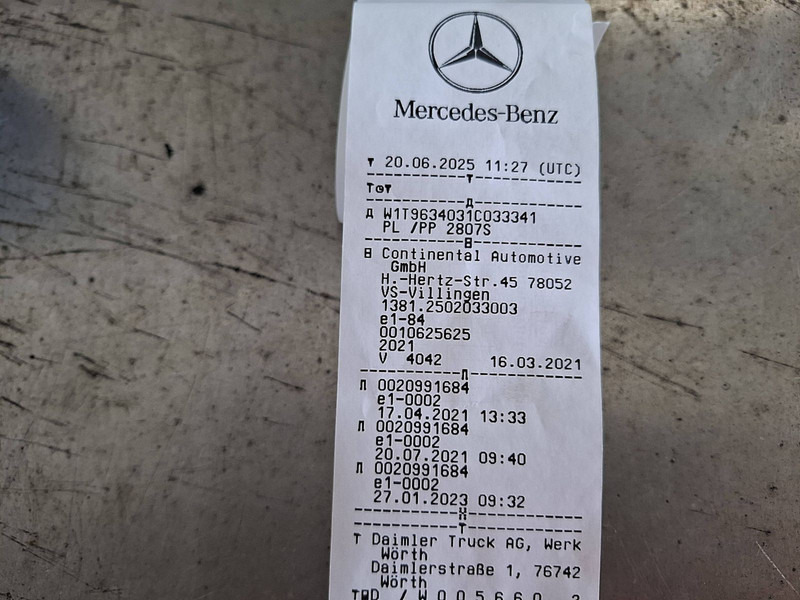 Mercedes-Benz
▼ 20.06.2025 11:27 (UTC)
W1T9634031C033341
PL /PP 2807S
Continental Automotive
GmbH
H.-Hertz-Str.45 78052
VS-Villingen
1381.2502033003
e1-84
0010625625
2021
V 4042 16.03.2021
0020991684
e1-0002
17.04.2021 13:33
0020991684
e1-0002
20.07.2021 09:40
0020991684
e1-0002
27.01.2023 09:32
T Daimler Truck AG, Werk
Wörth
Daimlerstraße 1, 76742
Wörth